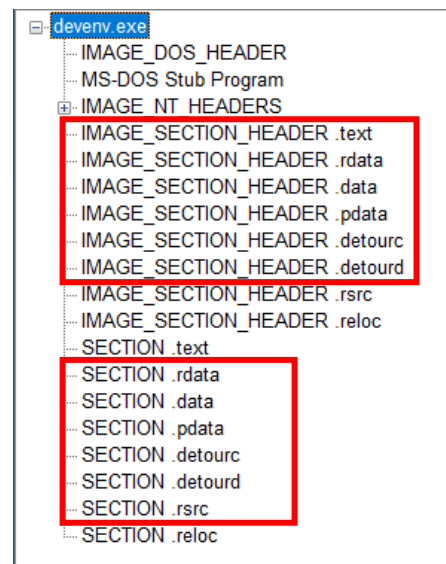 devenv.exe
IMAGE_DOS_HEADER
MS-DOS Stub Program
IMAGE_NT_HEADERS
IMAGE_SECTION_HEADER .text
IMAGE_SECTION_HEADER .rdata
IMAGE_SECTION_HEADER .data
IMAGE_SECTION_HEADER .pdata
IMAGE_SECTION_HEADER .detourc
IMAGE_SECTION_HEADER .detourd
IMAGE_SECTION_HEADER .rsrc
IMAGE_SECTION_HEADER .reloc
SECTION .text
SECTION .rdata
SECTION .data
SECTION .pdata
SECTION .detourc
SECTION .detourd
SECTION .rsrc
SECTION .reloc